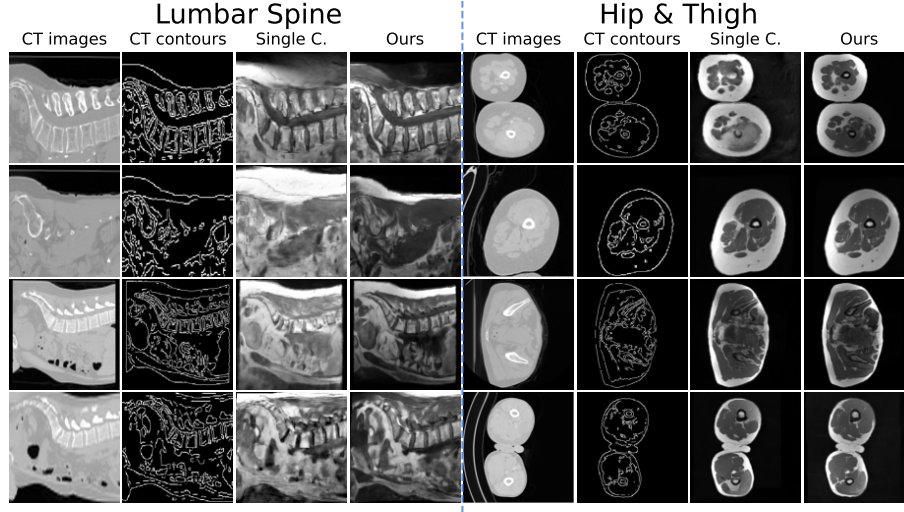 Lumbar Spine
Hip & Thigh
CT images CT contours Single C. Ours
CT images CT contours Single C. Ours